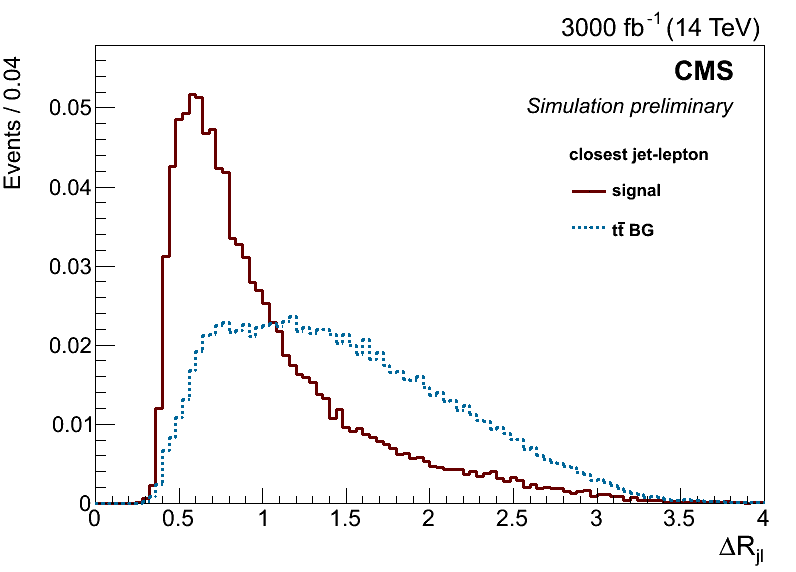 3000 fb⁻¹ (14 TeV)
Events / 0.04
CMS
Simulation preliminary
closest jet-lepton
signal
tt̄ BG
0.05
0.04
0.03
0.02
0.01
0
0 0.5 1 1.5 2 2.5 3 3.5 4
ΔR_jl